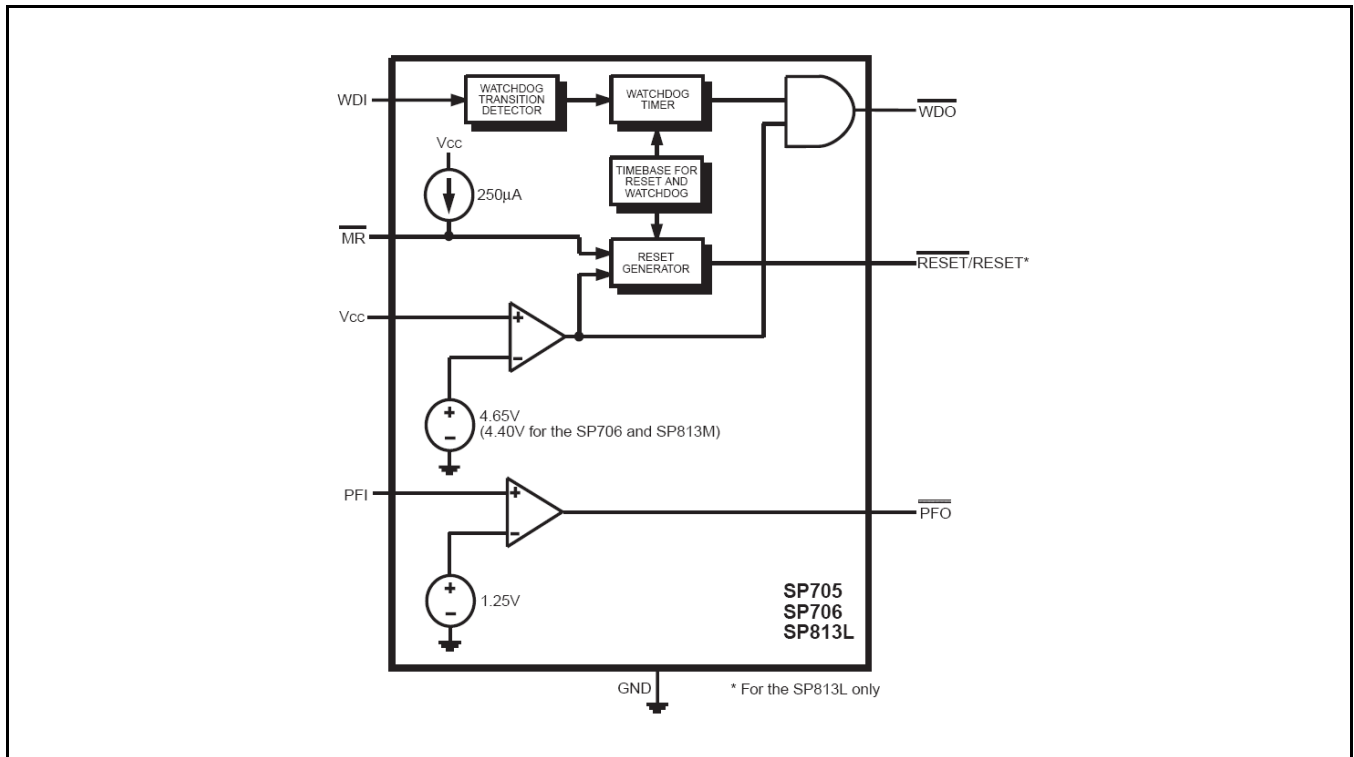 WATCHDOG
TRANSITION
DETECTOR
WATCHDOG
TIMER
WDI
WDO
VCC
TIMEBASE FOR
RESET AND
WATCHDOG
250µA
MR
RESET
GENERATOR
RESET/RESET*
VCC
+
−
+
−
4.65V
(4.40V for the SP706 and SP813M)
PFI
+
−
PFO
+
−
1.25V
SP705
SP706
SP813L
GND
* For the SP813L only